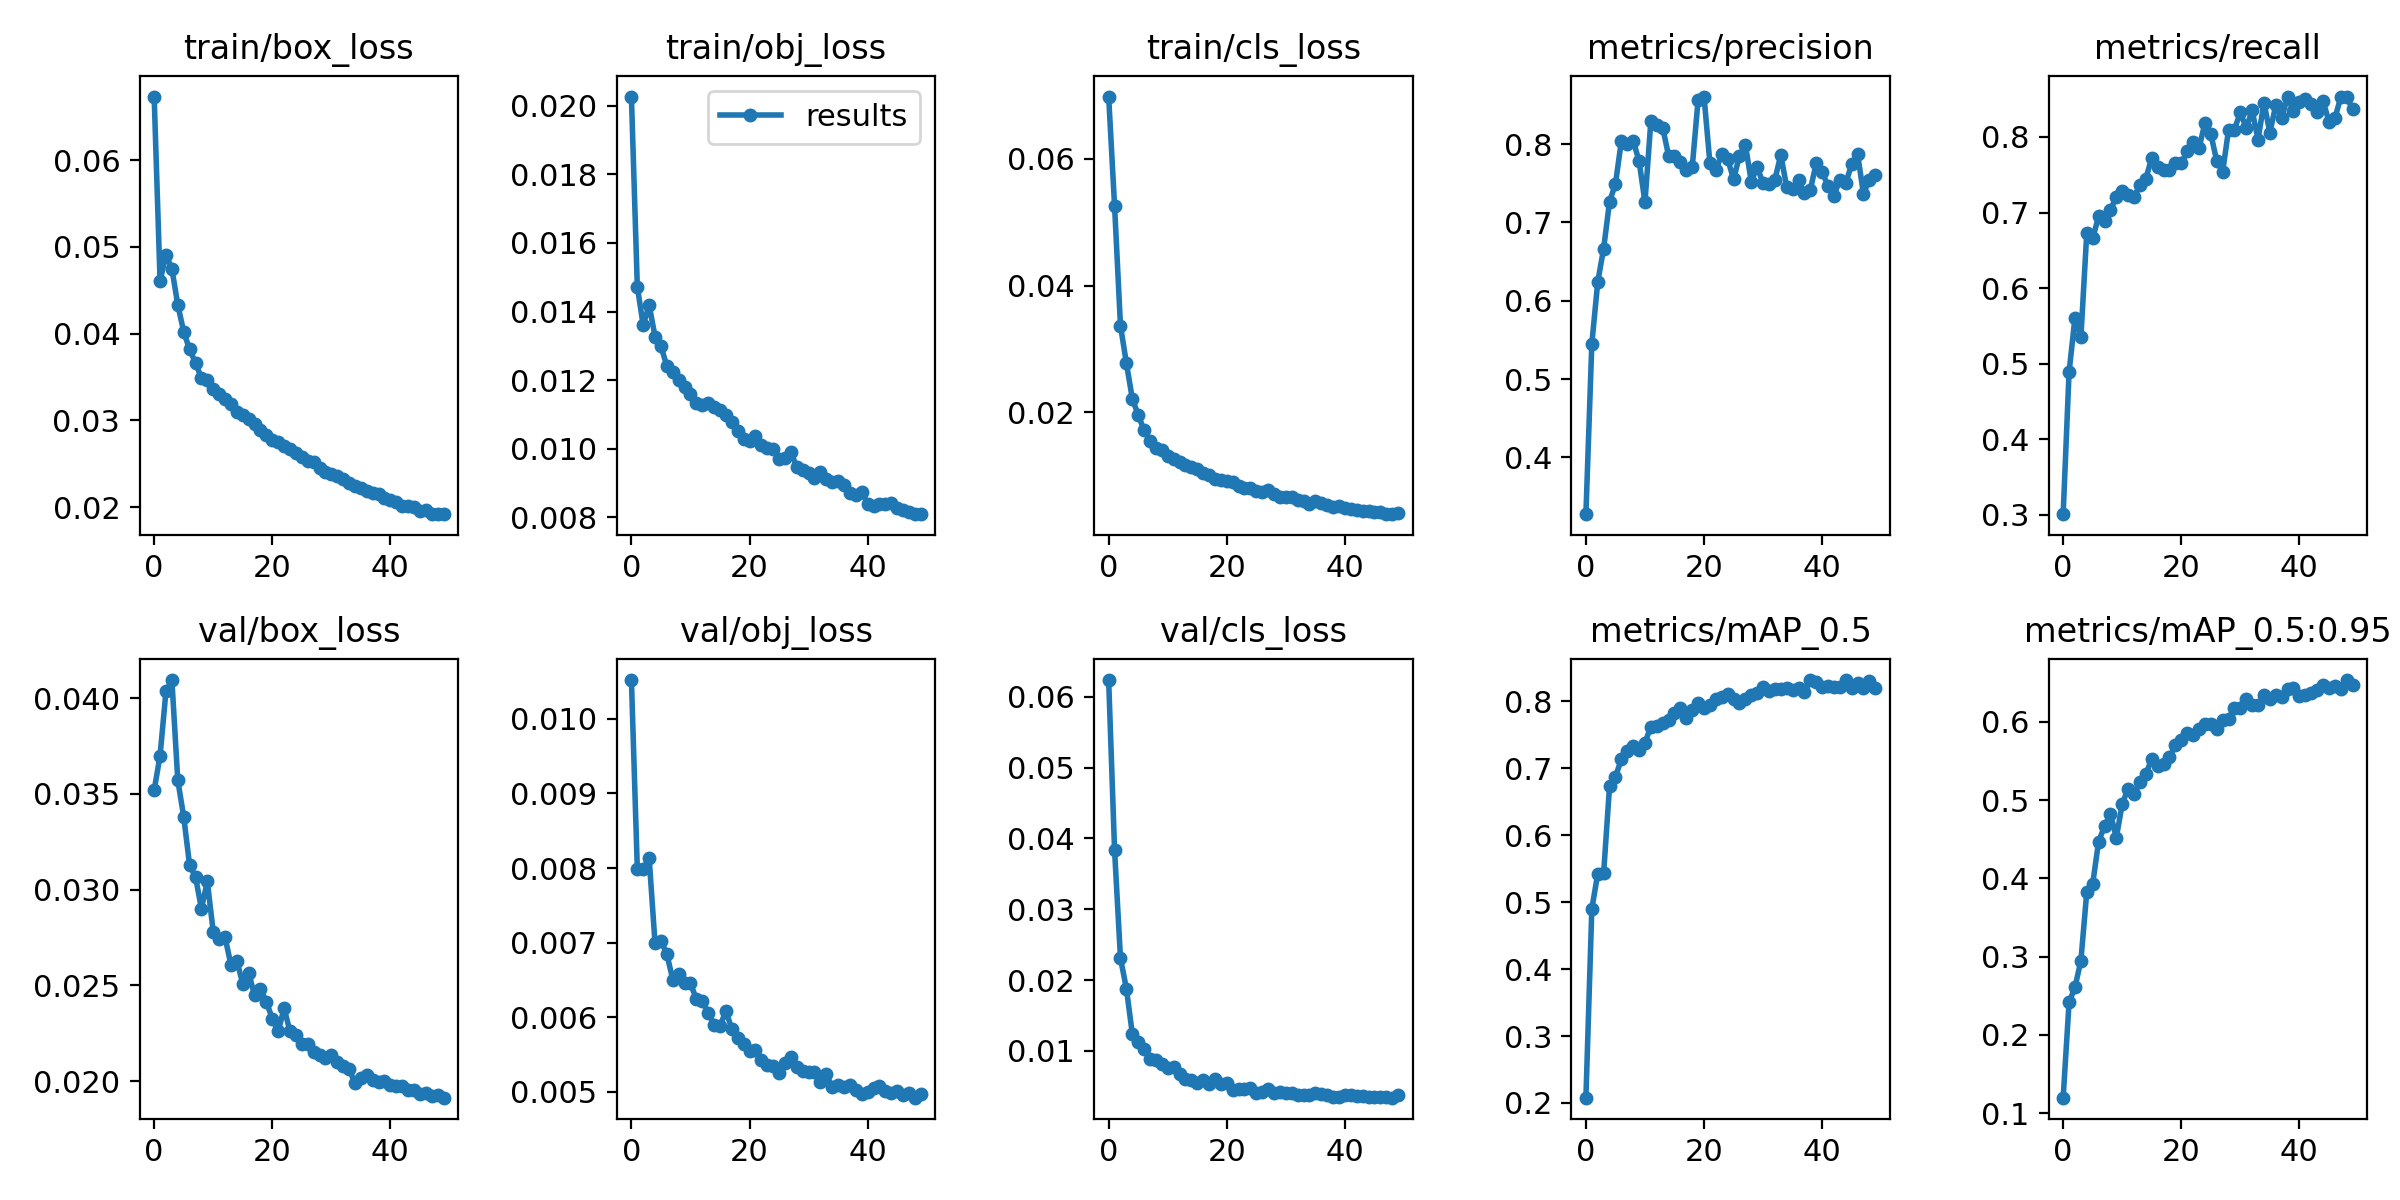 train/box_loss
0.06
0.05
0.04
0.03
0.02
0 20 40
train/obj_loss
results
0.020
0.018
0.016
0.014
0.012
0.010
0.008
0 20 40
train/cls_loss
0.06
0.04
0.02
0 20 40
metrics/precision
0.8
0.7
0.6
0.5
0.4
0 20 40
metrics/recall
0.8
0.7
0.6
0.5
0.4
0.3
0 20 40
val/box_loss
0.040
0.035
0.030
0.025
0.020
0 20 40
val/obj_loss
0.010
0.009
0.008
0.007
0.006
0.005
0 20 40
val/cls_loss
0.06
0.05
0.04
0.03
0.02
0.01
0 20 40
metrics/mAP_0.5
0.8
0.7
0.6
0.5
0.4
0.3
0.2
0 20 40
metrics/mAP_0.5:0.95
0.6
0.5
0.4
0.3
0.2
0.1
0 20 40